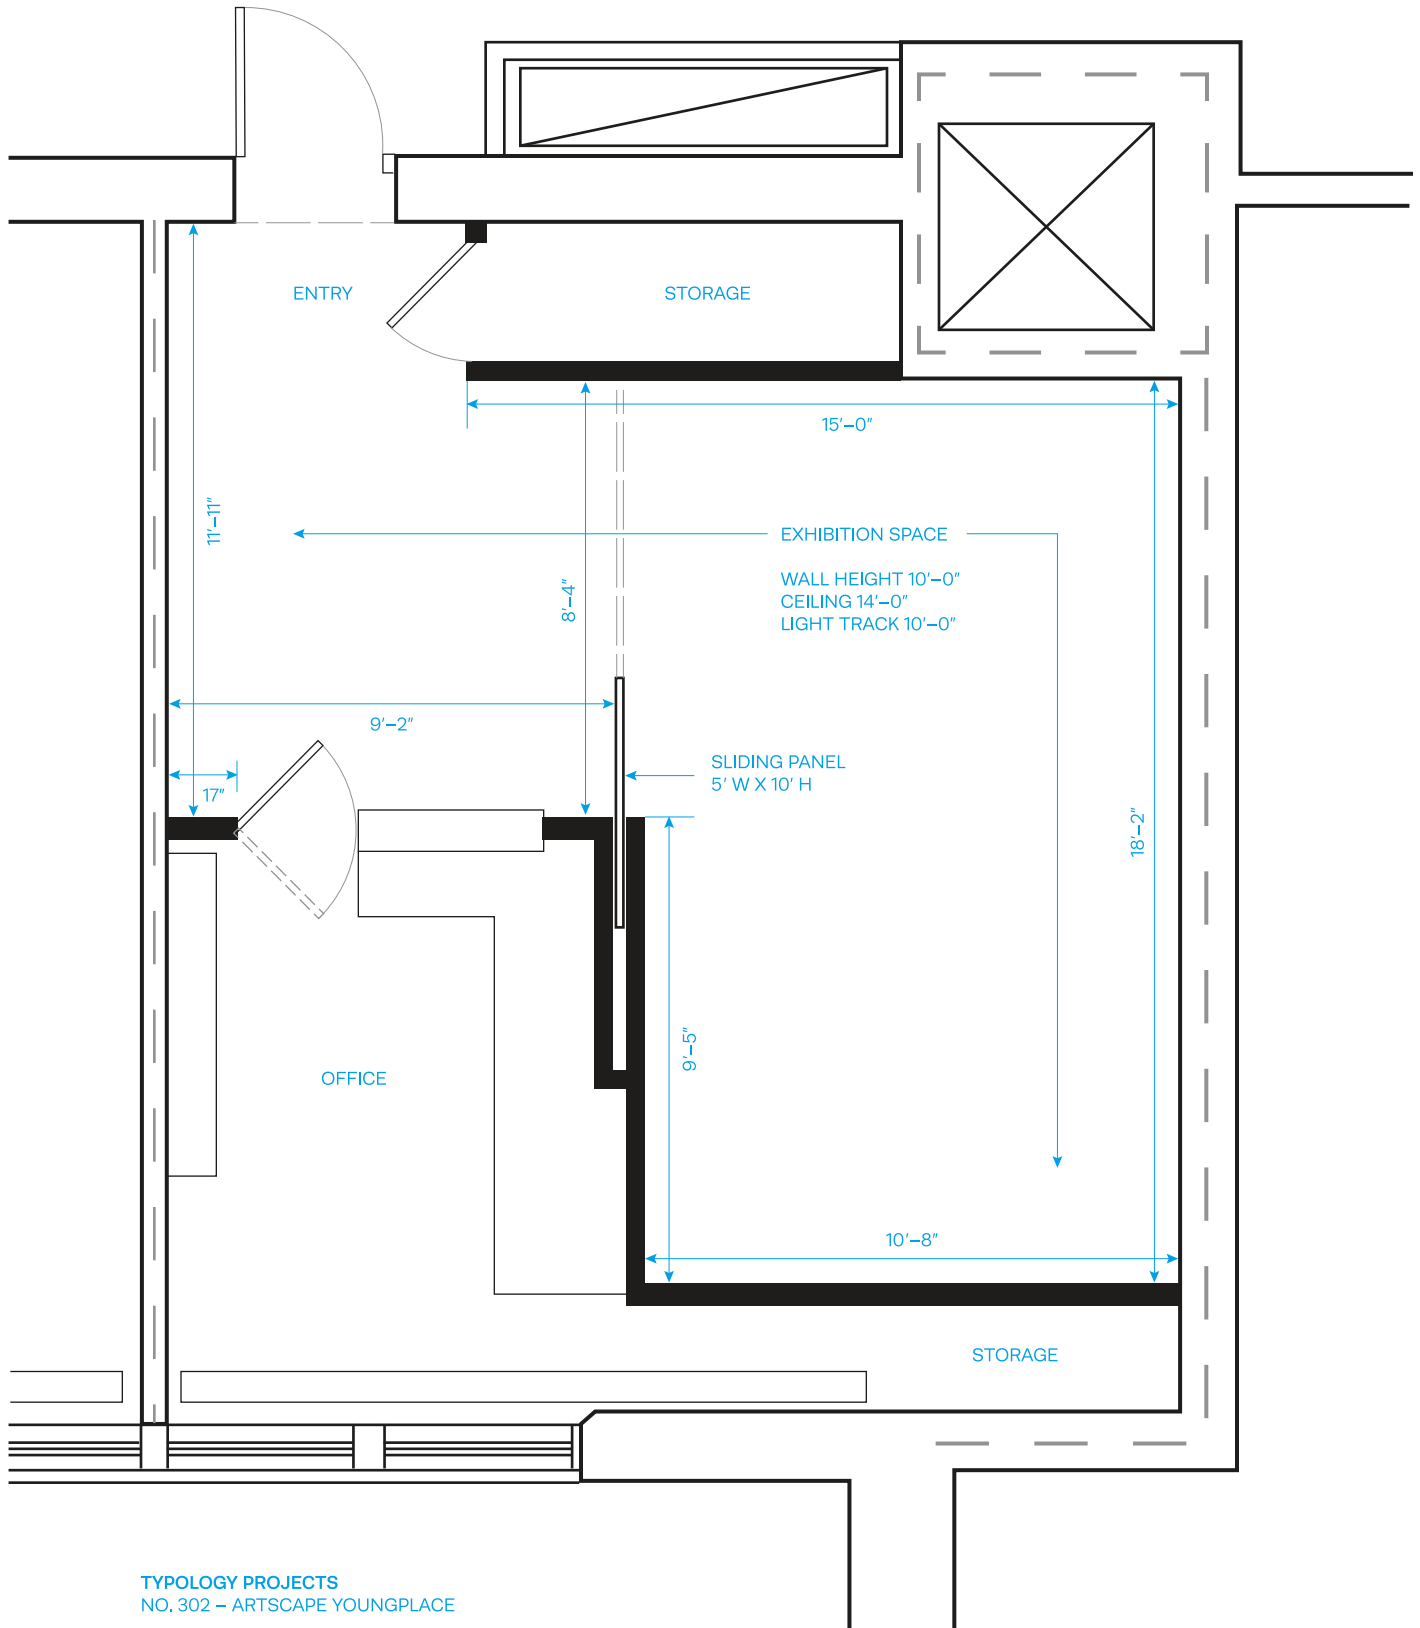 ENTRY
STORAGE
15′–0″
11′–11″
EXHIBITION SPACE
WALL HEIGHT 10′–0″
CEILING 14′–0″
LIGHT TRACK 10′–0″
8′–4″
9′–2″
SLIDING PANEL
5′ W X 10′ H
17″
18′–2″
9′–5″
OFFICE
10′–8″
STORAGE
TYPOLOGY PROJECTS
NO. 302 – ARTSCAPE YOUNGPLACE